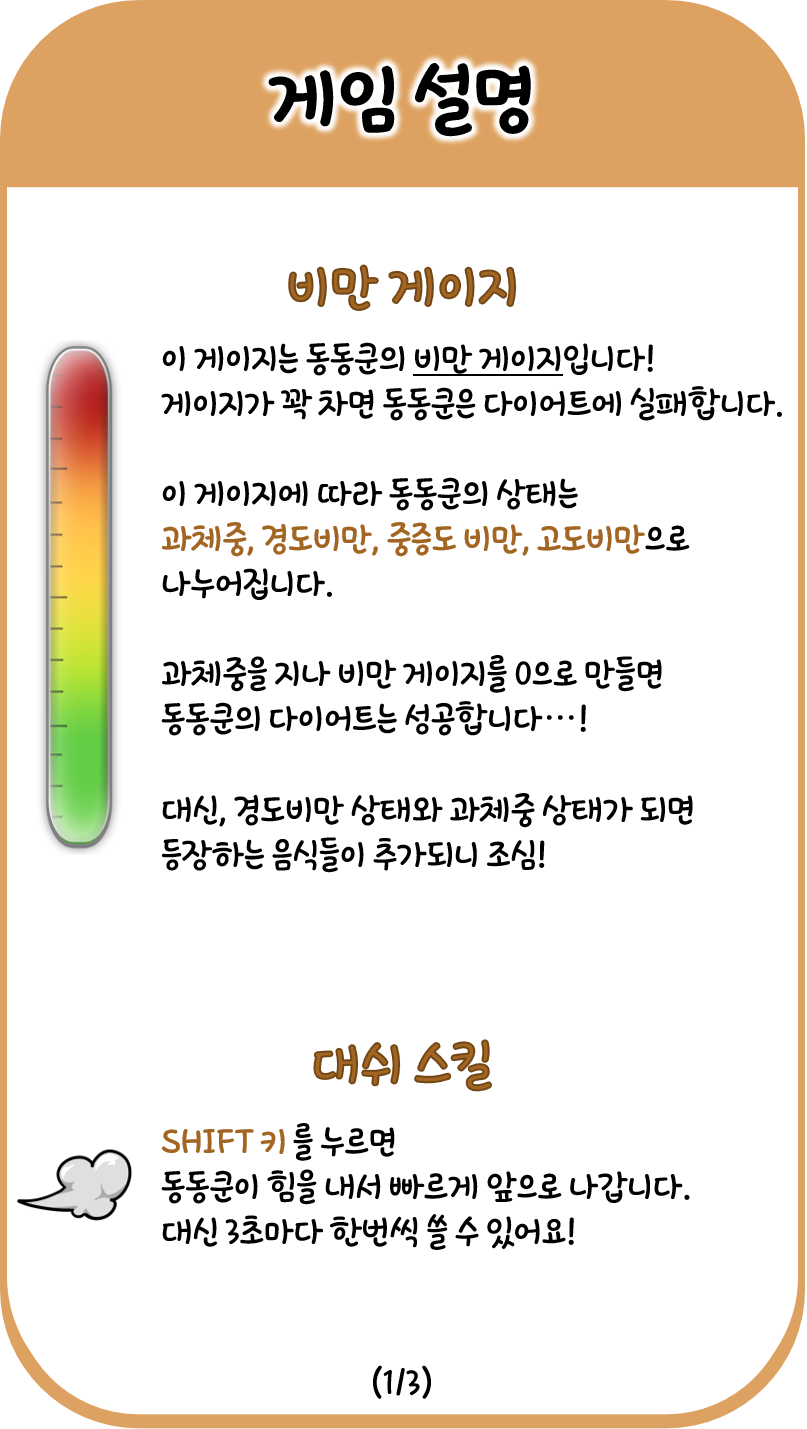 게임 설명
비만 게이지
이 게이지는 동동쿤의 비만 게이지입니다!
게이지가 꽉 차면 동동쿤은 다이어트에 실패합니다.
이 게이지에 따라 동동쿤의 상태는
과체중, 경도비만, 중증도 비만, 고도비만으로
나누어집니다.
과체중을 지나 비만 게이지를 0으로 만들면
동동쿤의 다이어트는 성공합니다…!
대신, 경도비만 상태와 과체중 상태가 되면
등장하는 음식들이 추가되니 조심!
대쉬 스킬
SHIFT 키를 누르면
동동쿤이 힘을 내서 빠르게 앞으로 나갑니다.
대신 3초마다 한번씩 쓸 수 있어요!
(1/3)